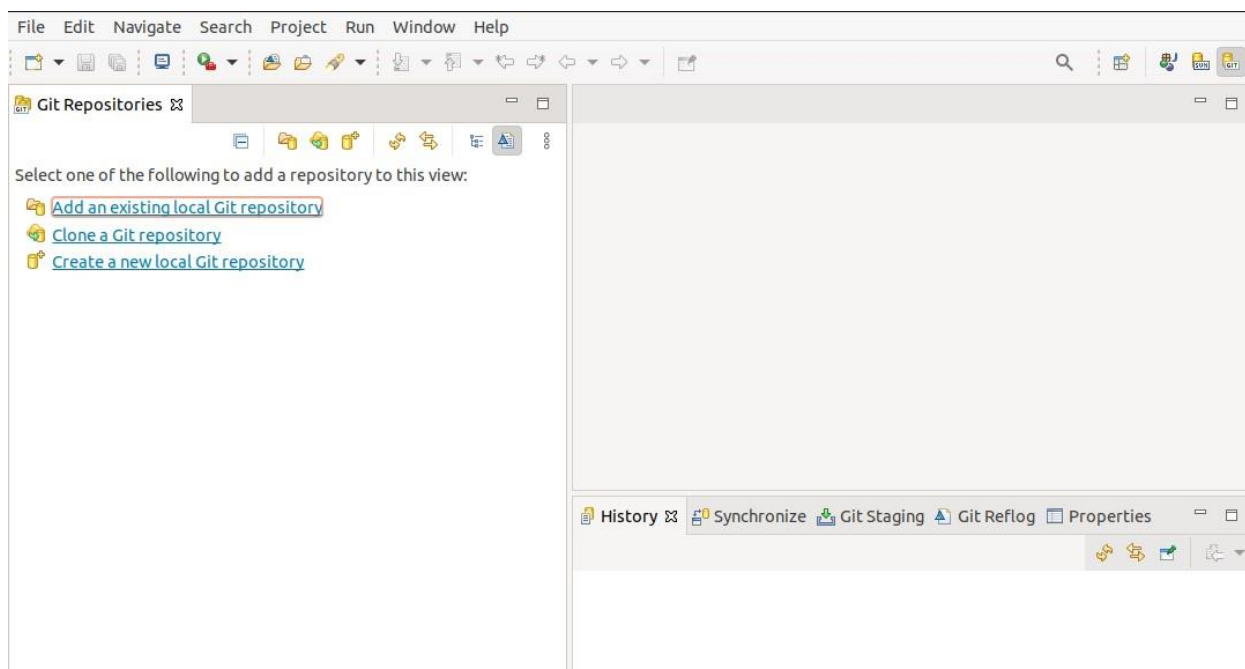 File Edit Navigate Search Project Run Window Help
Git Repositories
Select one of the following to add a repository to this view:
Add an existing local Git repository
Clone a Git repository
Create a new local Git repository
History Synchronize Git Staging Git Reflog Properties